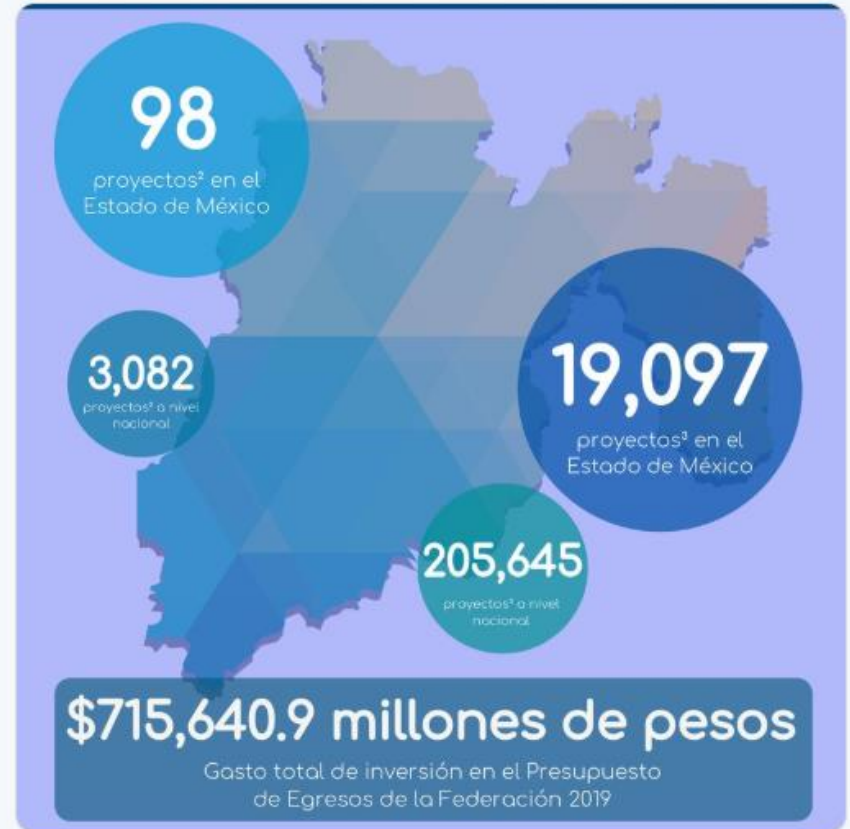 98
proyectos² en el
Estado de México
3,082
proyectos² a nivel
nacional
19,097
proyectos³ en el
Estado de México
205,645
proyectos³ a nivel
nacional
$715,640.9 millones de pesos
Gasto total de inversión en el Presupuesto
de Egresos de la Federación 2019